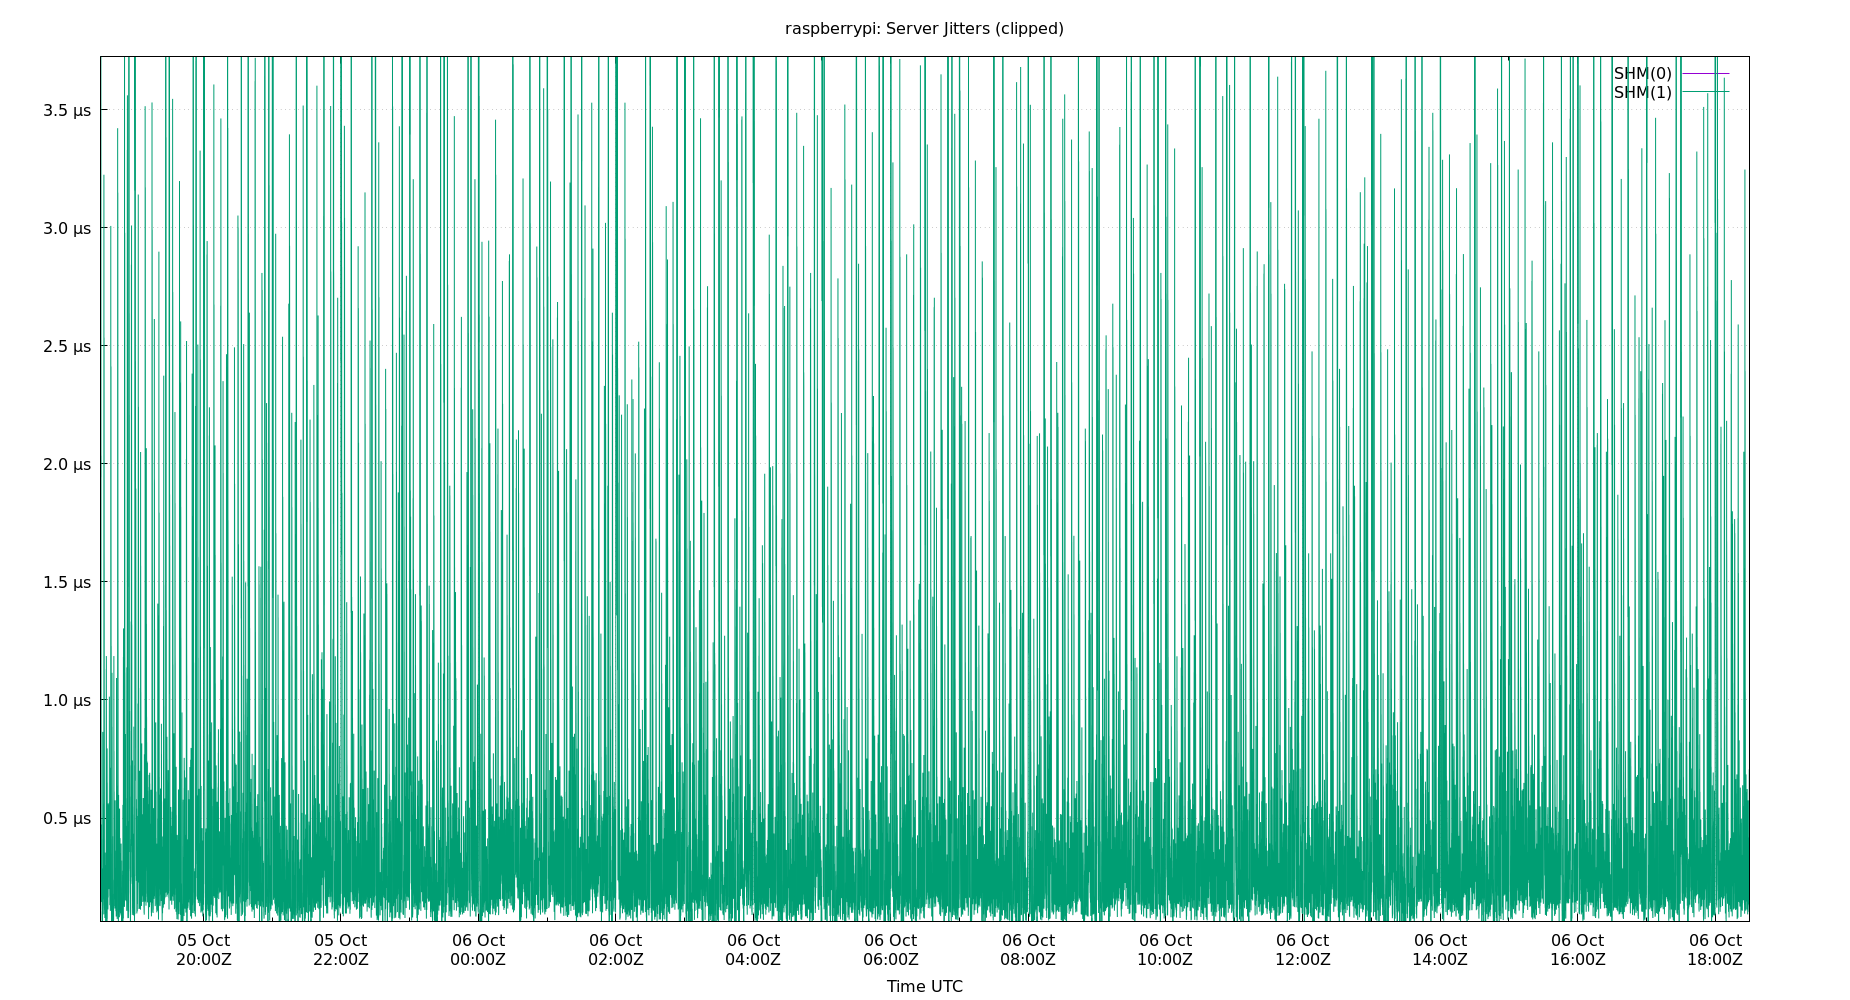 raspberrypi: Server Jitters (clipped)
SHM(0)
SHM(1)
3.5 µs
3.0 µs
2.5 µs
2.0 µs
1.5 µs
1.0 µs
0.5 µs
05 Oct 05 Oct 06 Oct 06 Oct 06 Oct 06 Oct 06 Oct 06 Oct 06 Oct 06 Oct 06 Oct 06 Oct
20:00Z 22:00Z 00:00Z 02:00Z 04:00Z 06:00Z 08:00Z 10:00Z 12:00Z 14:00Z 16:00Z 18:00Z
Time UTC